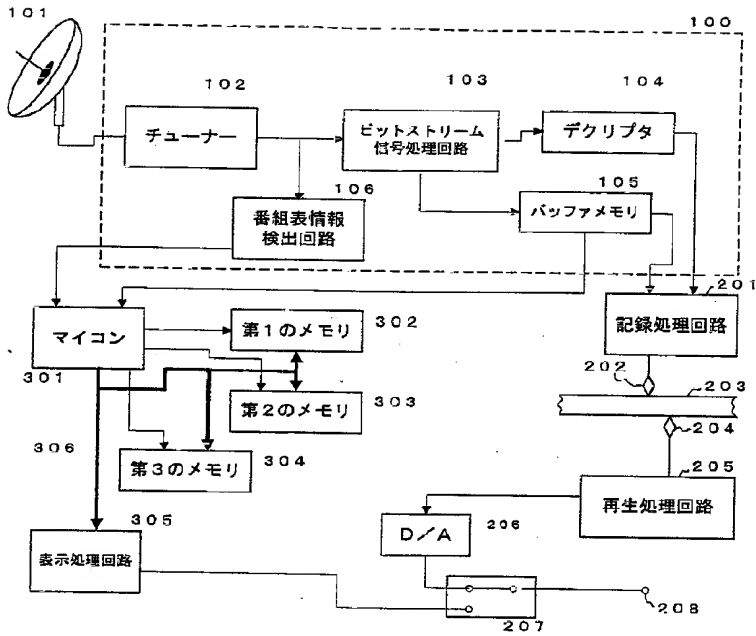 101
100
102
103
104
チューナー
ビットストリーム
信号処理回路
デクリプタ
106
105
番組表情報
検出回路
バッファメモリ
201
マイコン
第1のメモリ
302
記録処理回路
301
202
203
第2のメモリ
303
204
306
第3のメモリ
304
205
305
再生処理回路
表示処理回路
D/A
206
207
208